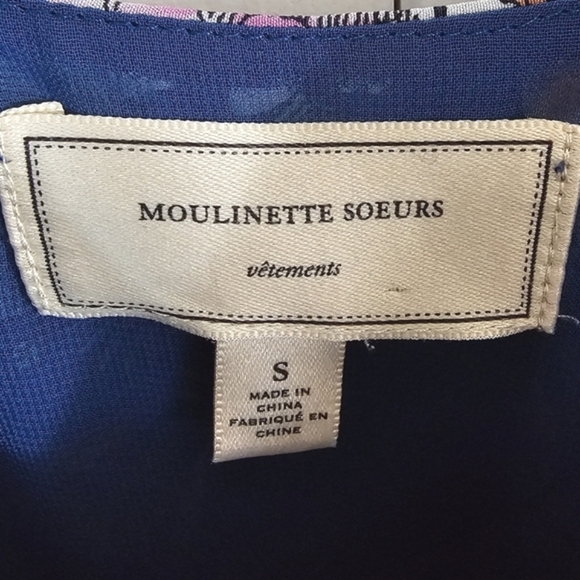 MOULINETTE SOEURS
vêtements
S
MADE IN
CHINA
FABRIQUÉ EN
CHINE